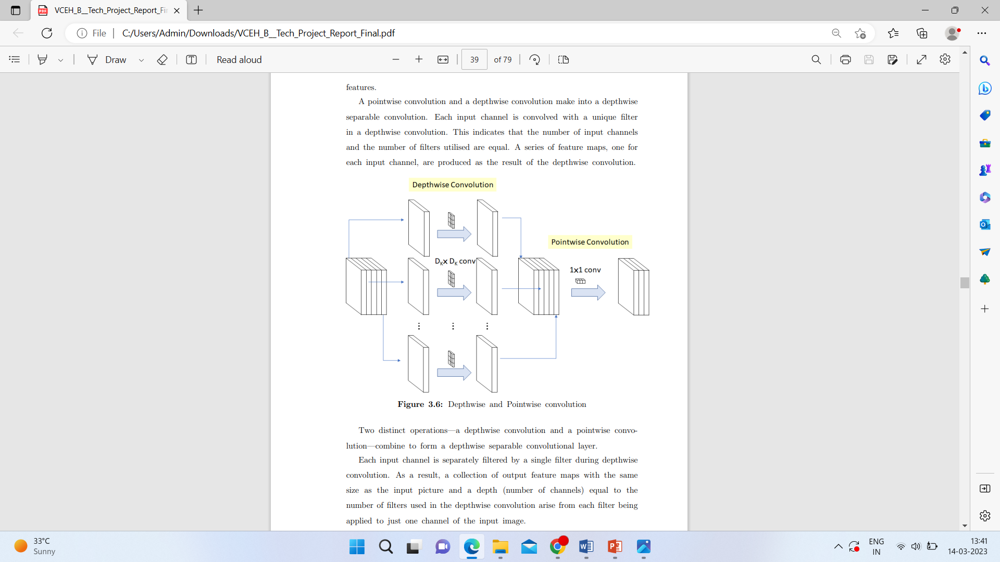 VCEH_B__Tech_Project_Report_Fi
File
C:/Users/Admin/Downloads/VCEH_B__Tech_Project_Report_Final.pdf
Draw
Read aloud
39
of 79
features.
A pointwise convolution and a depthwise convolution make into a depthwise
separable convolution. Each input channel is convolved with a unique filter
in a depthwise convolution. This indicates that the number of input channels
and the number of filters utilised are equal. A series of feature maps, one for
each input channel, are produced as the result of the depthwise convolution.
Depthwise Convolution
Pointwise Convolution
DKx DK conv
1x1 conv
Figure 3.6: Depthwise and Pointwise convolution
Two distinct operations—a depthwise convolution and a pointwise convo-
lution—combine to form a depthwise separable convolutional layer.
Each input channel is separately filtered by a single filter during depthwise
convolution. As a result, a collection of output feature maps with the same
size as the input picture and a depth (number of channels) equal to the
number of filters used in the depthwise convolution arise from each filter being
applied to just one channel of the input image.
33°C
Sunny
ENG
IN
13:41
14-03-2023